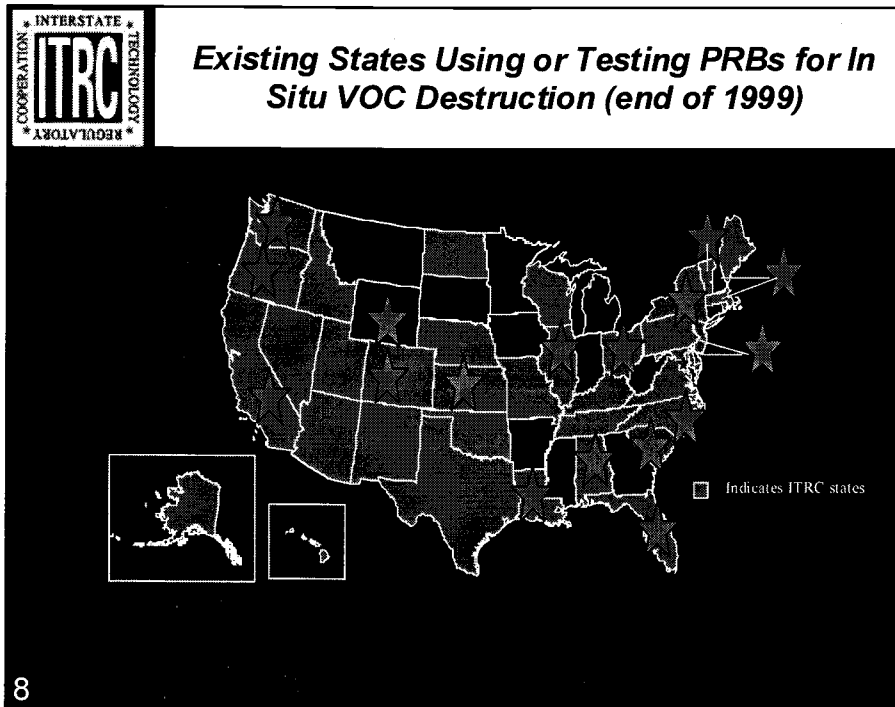 ★ INTERSTATE ★
TECHNOLOGY
★ REGULATORY ★
COOPERATION
ITRC
Existing States Using or Testing PRBs for In
Situ VOC Destruction (end of 1999)
Indicates ITRC states
8